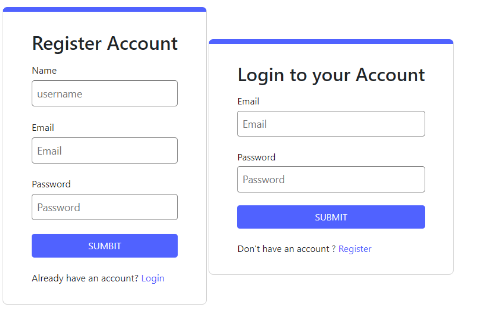 Register Account
Name
username
Email
Email
Password
Password
SUMBIT
Already have an account? Login
Login to your Account
Email
Email
Password
Password
SUBMIT
Don't have an account ? Register